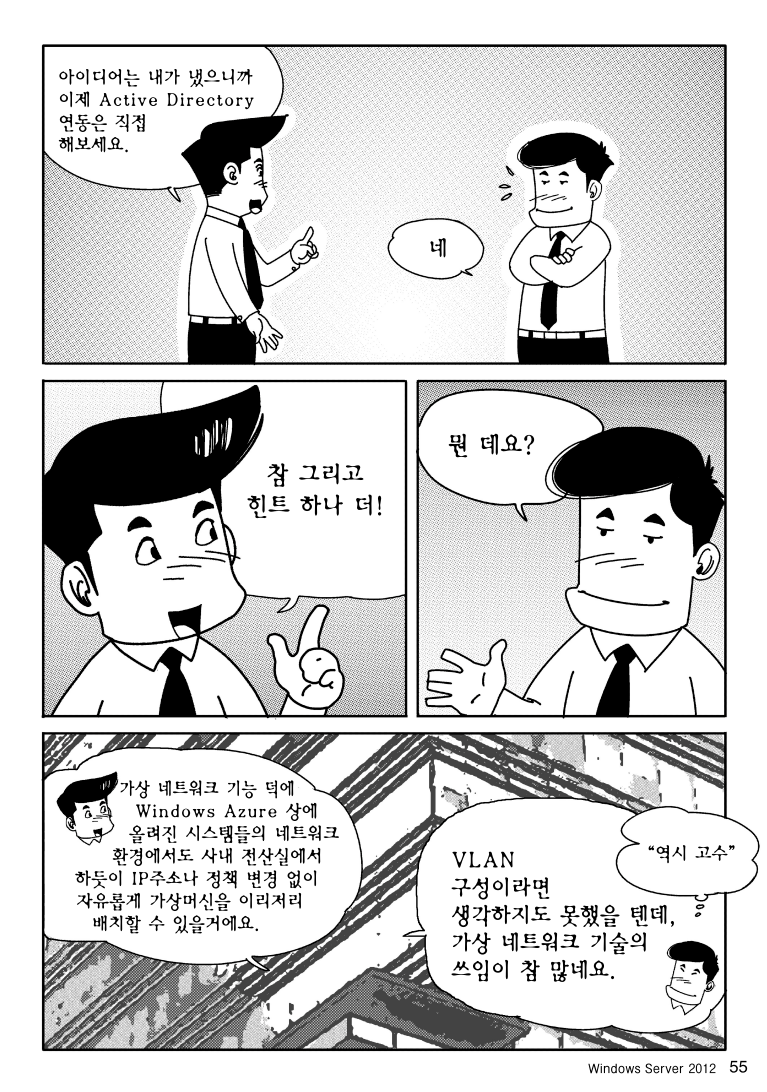 아이디어는 내가 냈으니까
이제 Active Directory
연동은 직접
해보세요.
네
참 그리고
힌트 하나 더!
뭔 데요?
가상 네트워크 기능 덕에
Windows Azure 상에
올려진 시스템들의 네트워크
환경에서도 사내 전산실에서
하듯이 IP주소나 정책 변경 없이
자유롭게 가상머신을 이리저리
배치할 수 있을거에요.
VLAN
구성이라면
생각하지도 못했을 텐데,
가상 네트워크 기술의
쓰임이 참 많네요.
“역시 고수”
Windows Server 2012 55